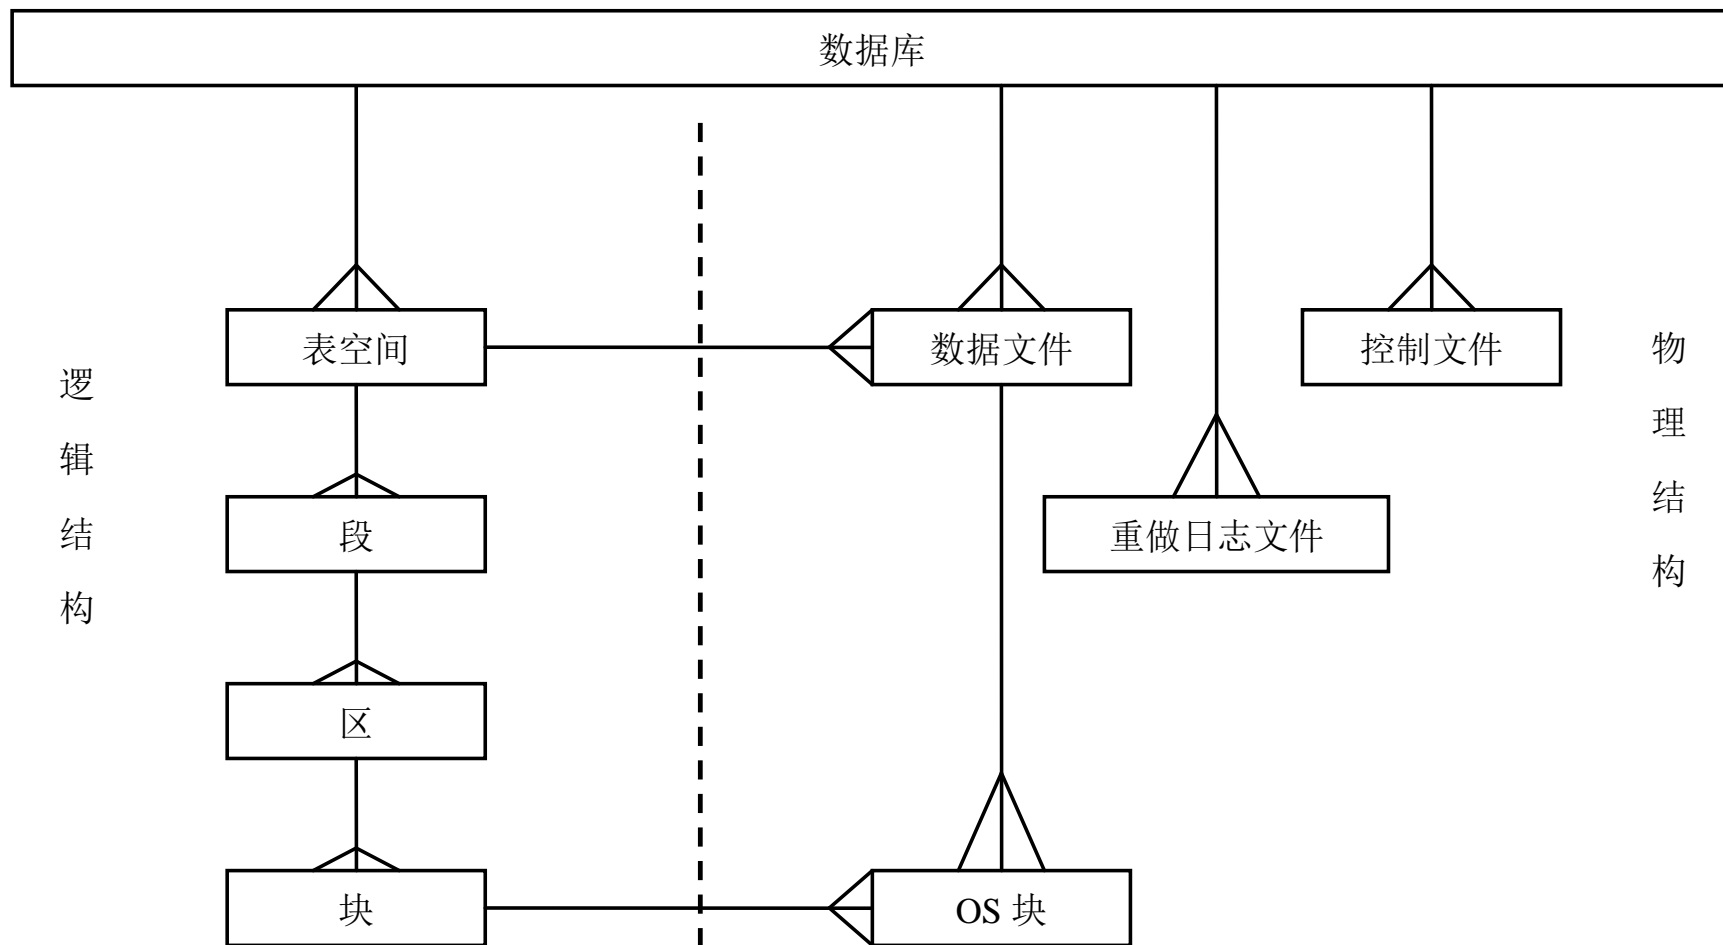 数据库
表空间
数据文件
控制文件
重做日志文件
段
区
块
OS 块
逻辑结构
物理结构